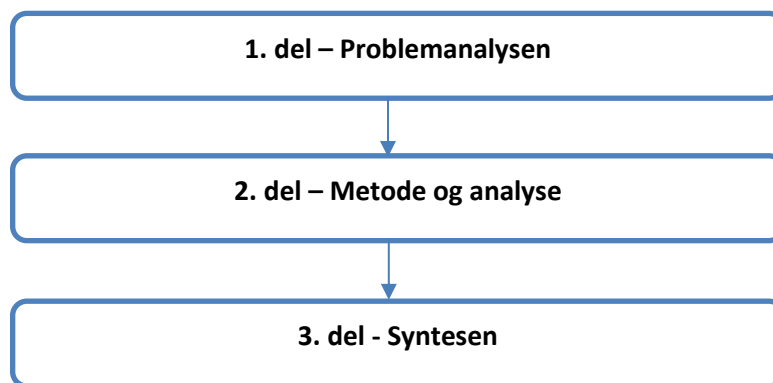 1. del – Problemanalysen
2. del – Metode og analyse
3. del - Syntesen